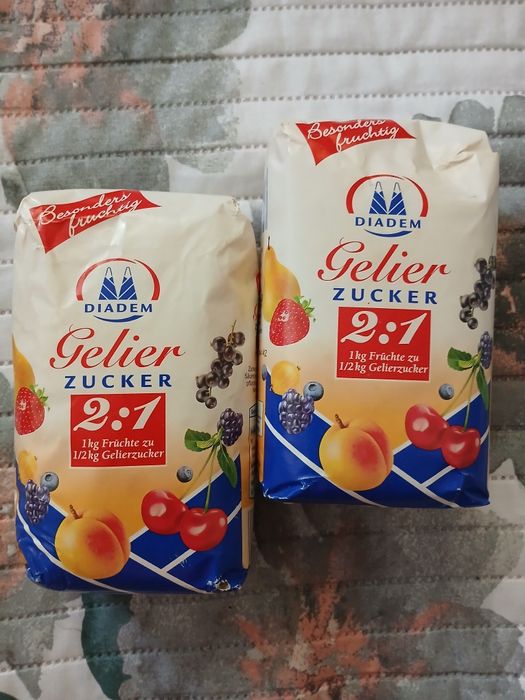 Besonders
fruchtig
DIADEM
Gelier
ZUCKER
2:1
1kg Früchte zu
1/2kg Gelierzucker
Besonders
fruchtig
DIADEM
Gelier
ZUCKER
2:1
1kg Früchte zu
1/2kg Gelierzucker